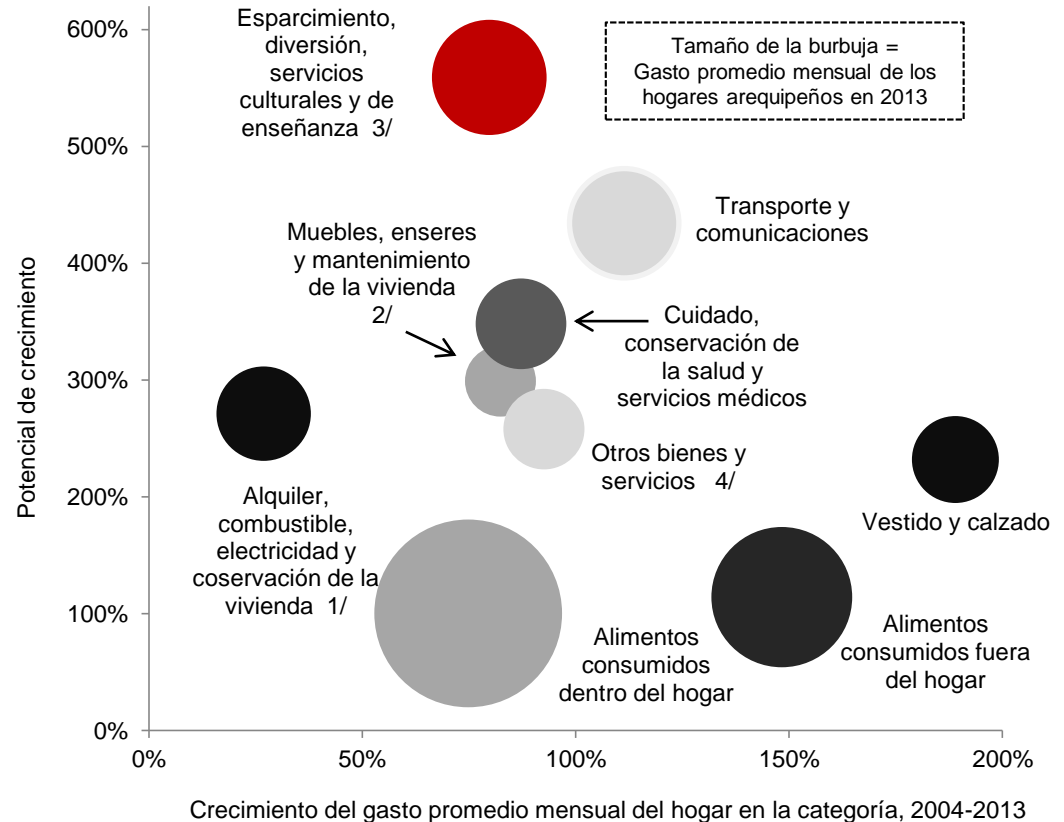 Potencial de crecimiento
600%
500%
400%
300%
200%
100%
0%
Esparcimiento,
diversión,
servicios
culturales y de
enseñanza 3/
Tamaño de la burbuja =
Gasto promedio mensual de los
hogares arequipeños en 2013
Transporte y
comunicaciones
Muebles, enseres
y mantenimiento
de la vivienda
2/
Cuidado,
conservación de
la salud y
servicios médicos
Otros bienes y
servicios 4/
Vestido y calzado
Alquiler,
combustible,
electricidad y
coservación de la
vivienda 1/
Alimentos
consumidos
dentro del hogar
Alimentos
consumidos fuera
del hogar
0%
50%
100%
150%
200%
Crecimiento del gasto promedio mensual del hogar en la categoría, 2004-2013